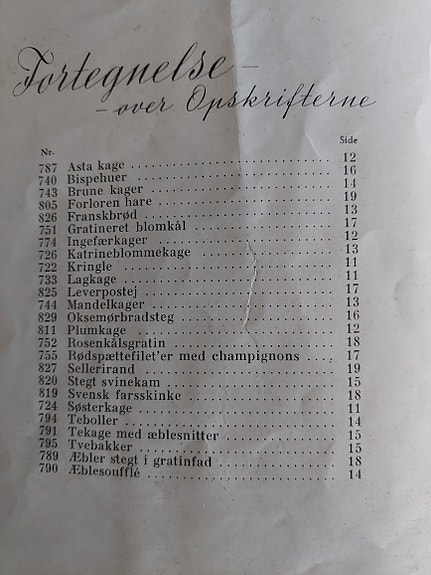 Fortegnelse –
– over Opskrifterne
Nr. Side
787 Asta kage 12
740 Bispehuer 16
743 Brune kager 14
805 Forloren hare 19
826 Franskbrød 13
751 Gratineret blomkål 17
774 Ingefærkager 12
726 Katrineblommekage 13
722 Kringle 11
733 Lagkage 11
825 Leverpostej 17
744 Mandelkager 13
829 Oksemørbradsteg 16
811 Plumkage 12
752 Rosenkålsgratin 18
755 Rødspættefilet'er med champignons 17
827 Sellerirand 19
820 Stegt svinekam 15
819 Svensk farsskinke 18
724 Søsterkage 11
794 Teboller 14
791 Tekage med æblesnitter 15
795 Tvebakker 15
789 Æbler stegt i gratinfad 18
790 Æblesoufflé 14